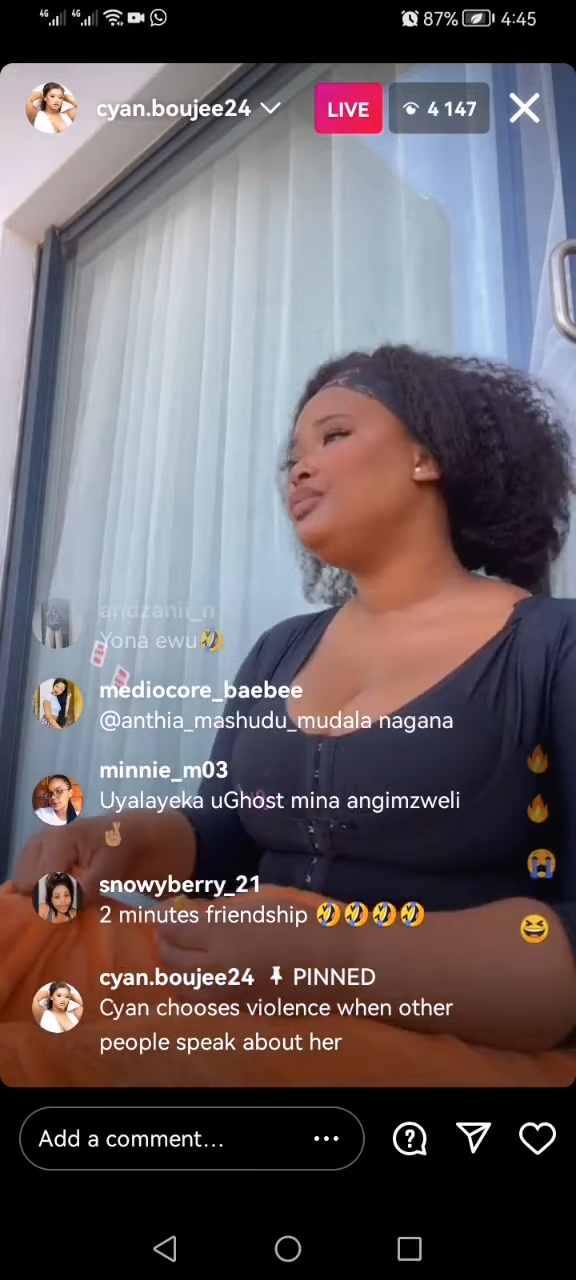 4G 4G 87% 4:45
cyan.boujee24 LIVE 4 147
andzanii_n
Yona ewu🤣
mediocore_baebee
@anthia_mashudu_mudala nagana
minnie_m03
Uyalayeka uGhost mina angimzweli
🤞🏼
snowyberry_21
2 minutes friendship 🤣🤣🤣🤣
cyan.boujee24 PINNED
Cyan chooses violence when other
people speak about her
Add a comment...